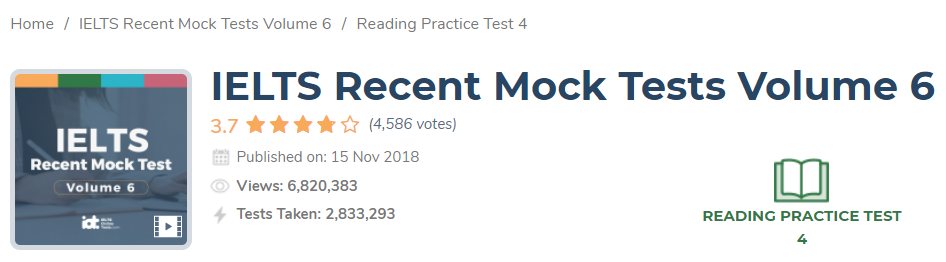 Home / IELTS Recent Mock Tests Volume 6 / Reading Practice Test 4
IELTS
Recent Mock Test
Volume 6
iot.
IELTS Recent Mock Tests Volume 6
3.7 (4,586 votes)
Published on: 15 Nov 2018
Views: 6,820,383
Tests Taken: 2,833,293
READING PRACTICE TEST
4